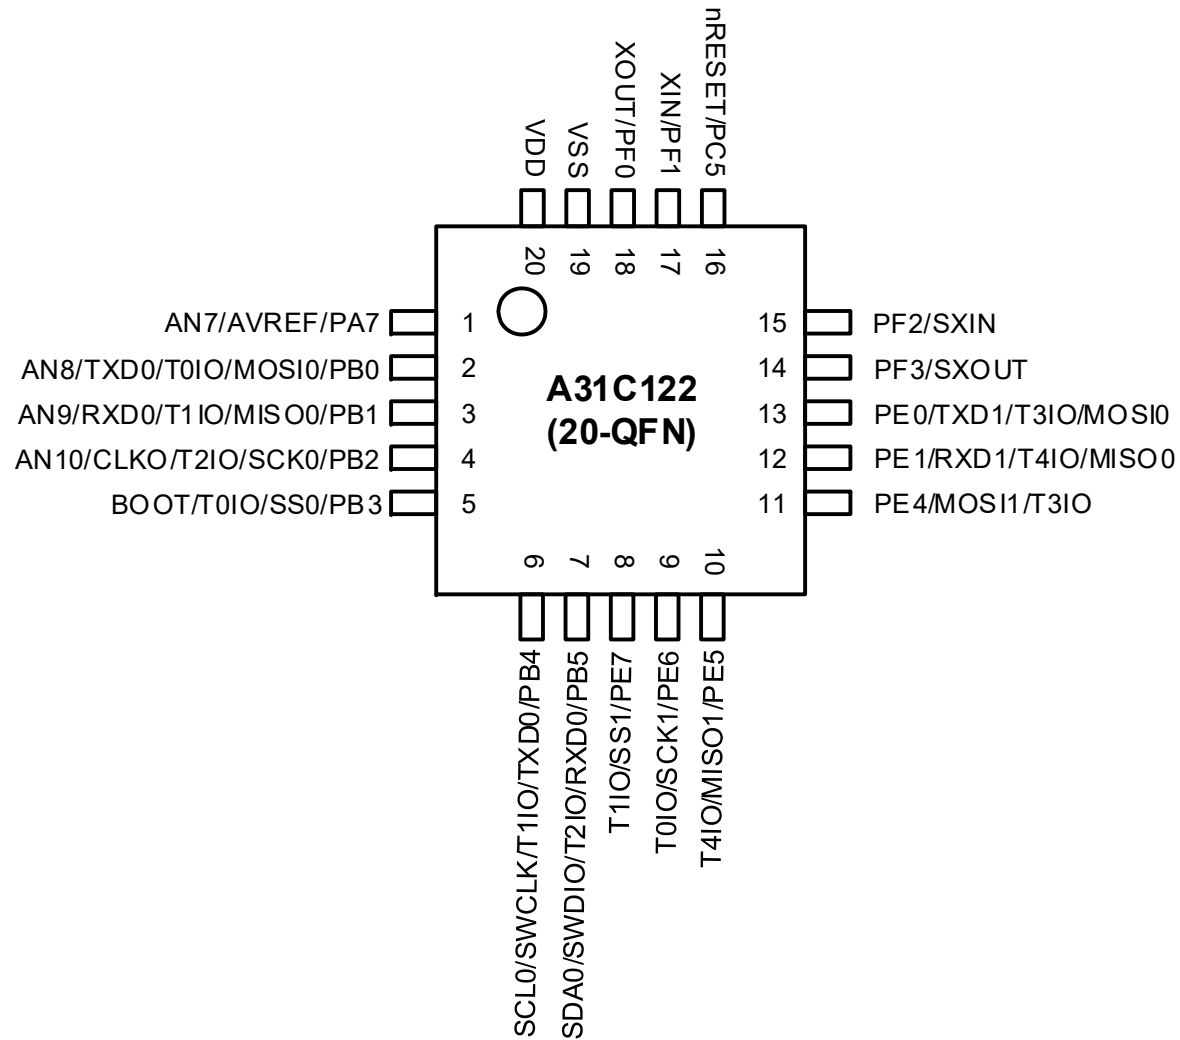 VDD
VSS
XOUT/PF0
XIN/PF1
nRESET/PC5
20
19
18
17
16
AN7/AVREF/PA7
1
15
PF2/SXIN
AN8/TXD0/T0IO/MOSI0/PB0
2
14
PF3/SXOUT
AN9/RXD0/T1IO/MISO0/PB1
3
13
PE0/TXD1/T3IO/MOSI0
AN10/CLKO/T2IO/SCK0/PB2
4
12
PE1/RXD1/T4IO/MISO0
BOOT/T0IO/SS0/PB3
5
11
PE4/MOSI1/T3IO
A31C122
(20-QFN)
6
7
8
9
10
SCL0/SWCLK/T1IO/TXD0/PB4
SDA0/SWDIO/T2IO/RXD0/PB5
T1IO/SS1/PE7
T0IO/SCK1/PE6
T4IO/MISO1/PE5